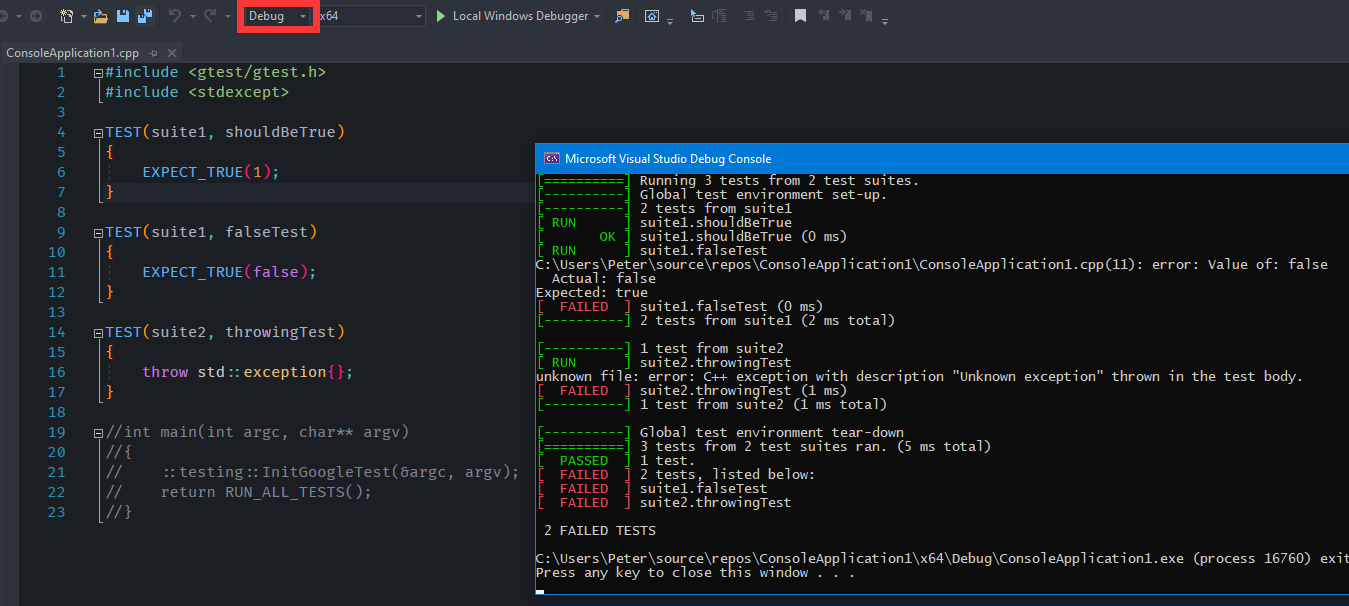 Debug x64 Local Windows Debugger
ConsoleApplication1.cpp
1 #include <gtest/gtest.h>
2 #include <stdexcept>
3
4 TEST(suite1, shouldBeTrue)
5 {
6 EXPECT_TRUE(1);
7 }
8
9 TEST(suite1, falseTest)
10 {
11 EXPECT_TRUE(false);
12 }
13
14 TEST(suite2, throwingTest)
15 {
16 throw std::exception{};
17 }
18
19 //int main(int argc, char** argv)
20 //{
21 // ::testing::InitGoogleTest(&argc, argv);
22 // return RUN_ALL_TESTS();
23 //}
Microsoft Visual Studio Debug Console
[==========] Running 3 tests from 2 test suites.
[----------] Global test environment set-up.
[----------] 2 tests from suite1
[ RUN      ] suite1.shouldBeTrue
[       OK ] suite1.shouldBeTrue (0 ms)
[ RUN      ] suite1.falseTest
C:\Users\Peter\source\repos\ConsoleApplication1\ConsoleApplication1.cpp(11): error: Value of: false
  Actual: false
Expected: true
[  FAILED  ] suite1.falseTest (0 ms)
[----------] 2 tests from suite1 (2 ms total)

[----------] 1 test from suite2
[ RUN      ] suite2.throwingTest
unknown file: error: C++ exception with description "Unknown exception" thrown in the test body.
[  FAILED  ] suite2.throwingTest (1 ms)
[----------] 1 test from suite2 (1 ms total)

[----------] Global test environment tear-down
[==========] 3 tests from 2 test suites ran. (5 ms total)
[  PASSED  ] 1 test.
[  FAILED  ] 2 tests, listed below:
[  FAILED  ] suite1.falseTest
[  FAILED  ] suite2.throwingTest

 2 FAILED TESTS

C:\Users\Peter\source\repos\ConsoleApplication1\x64\Debug\ConsoleApplication1.exe (process 16760) exit
Press any key to close this window . . .